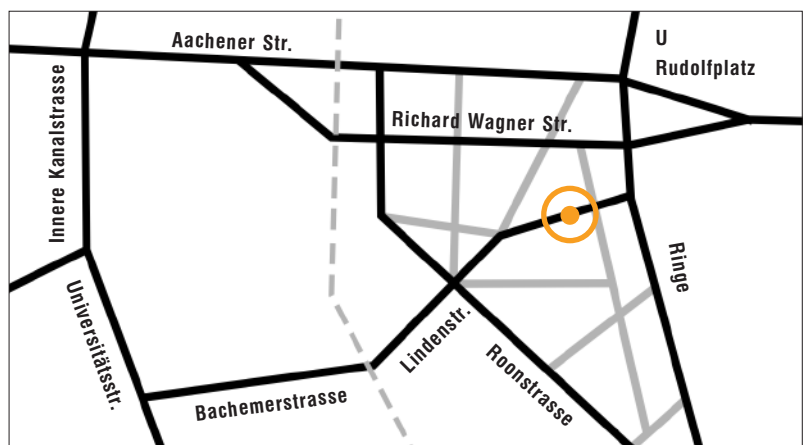 Aachener Str.
U
Rudolfplatz
Richard Wagner Str.
Innere Kanalstrasse
Ringe
Universitätsstr.
Lindenstr.
Roonstrasse
Bachemerstrasse